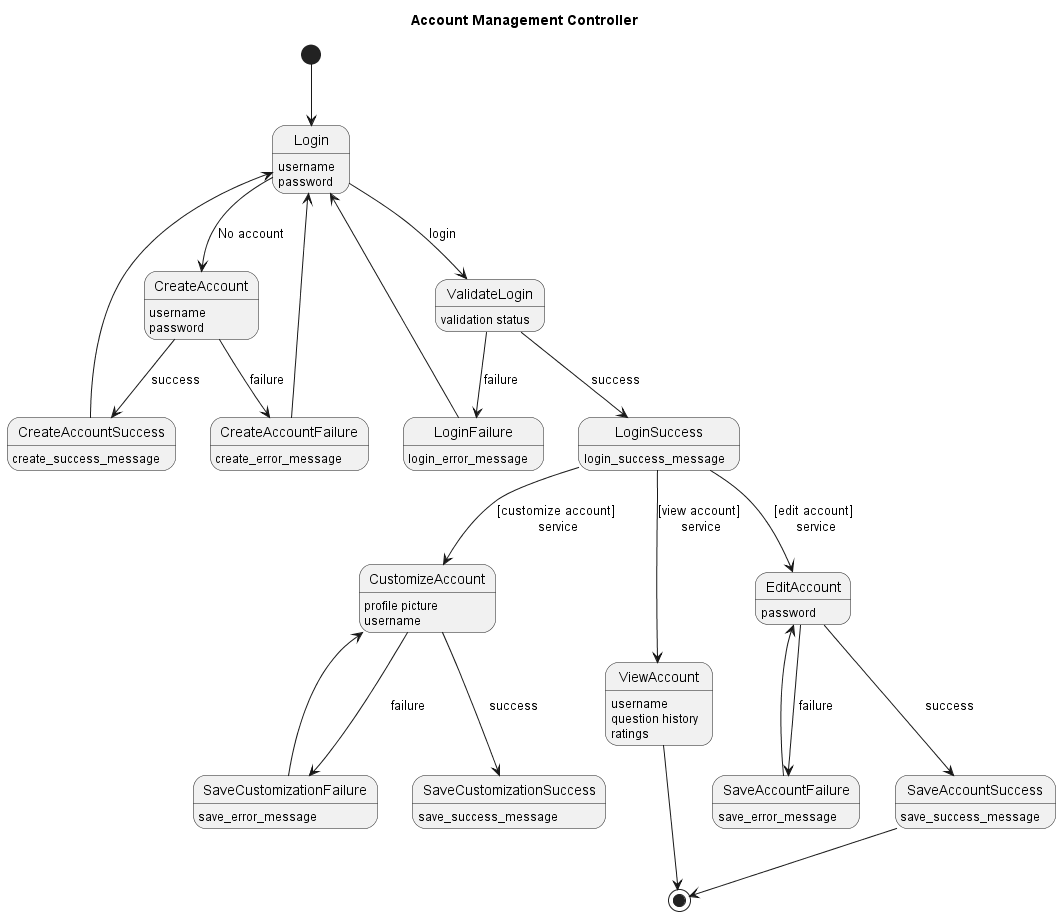 Account Management Controller
Login
username
password
No account
login
CreateAccount
username
password
ValidateLogin
validation status
success
failure
failure
success
CreateAccountSuccess
create_success_message
CreateAccountFailure
create_error_message
LoginFailure
login_error_message
LoginSuccess
login_success_message
[customize account]
service
[view account]
service
[edit account]
service
CustomizeAccount
profile picture
username
EditAccount
password
ViewAccount
username
question history
ratings
failure
success
failure
success
SaveCustomizationFailure
save_error_message
SaveCustomizationSuccess
save_success_message
SaveAccountFailure
save_error_message
SaveAccountSuccess
save_success_message